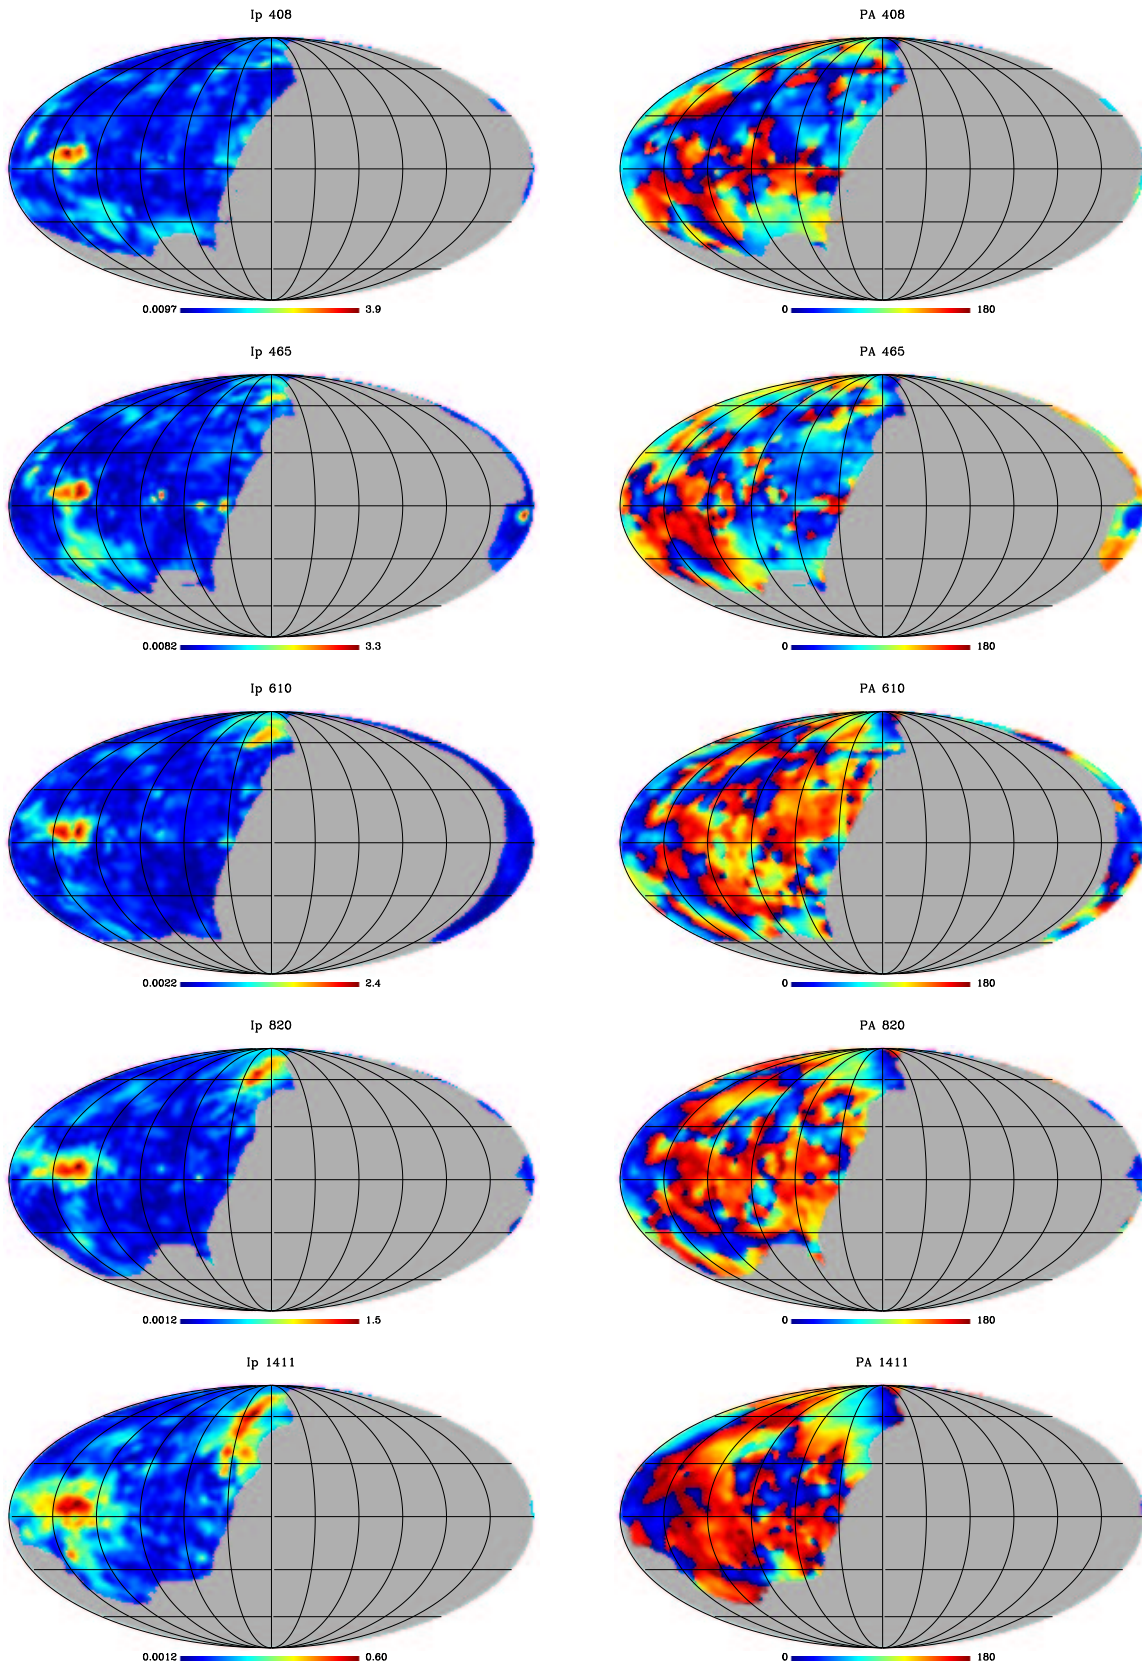 Ip 408
PA 408
0.0097 3.9
0 180
Ip 465
PA 465
0.0082 3.3
0 180
Ip 610
PA 610
0.0022 2.4
0 180
Ip 820
PA 820
0.0012 1.5
0 180
Ip 1411
PA 1411
0.0012 0.60
0 180